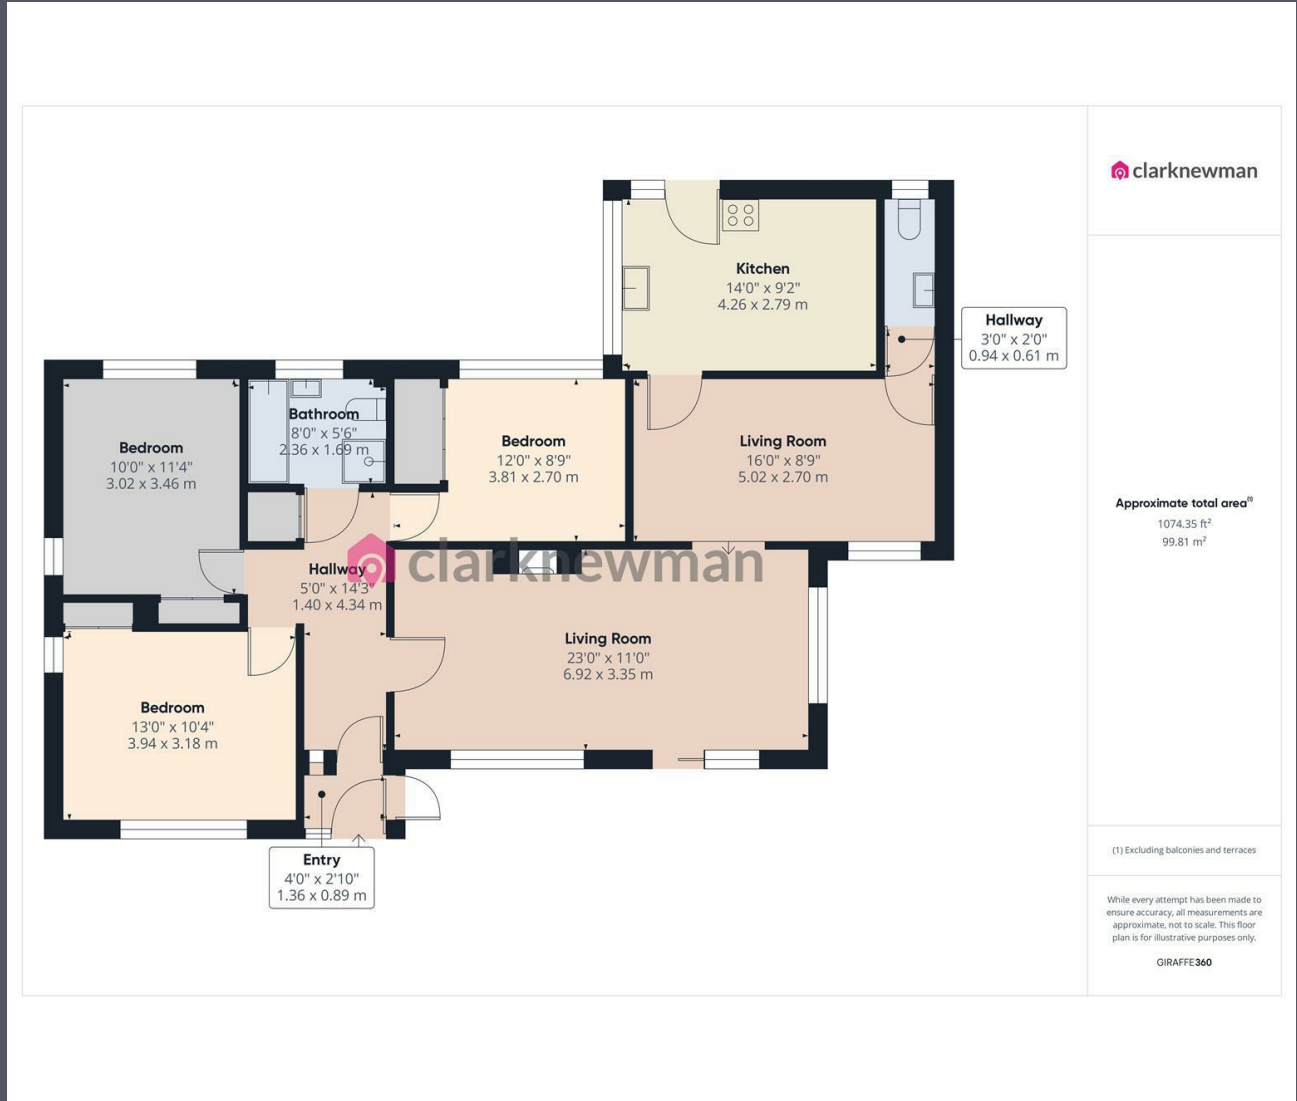 clarknewman
Kitchen
14'0" x 9'2"
4.26 x 2.79 m
Hallway
3'0" x 2'0"
0.94 x 0.61 m
Bathroom
8'0" x 5'6"
2.36 x 1.69 m
Bedroom
10'0" x 11'4"
3.02 x 3.46 m
Bedroom
12'0" x 8'9"
3.81 x 2.70 m
Living Room
16'0" x 8'9"
5.02 x 2.70 m
Approximate total area(1)
1074.35 ft²
99.81 m²
clarknewman
Hallway
5'0" x 14'3"
1.40 x 4.34 m
Living Room
23'0" x 11'0"
6.92 x 3.35 m
Bedroom
13'0" x 10'4"
3.94 x 3.18 m
Entry
4'0" x 2'10"
1.36 x 0.89 m
(1) Excluding balconies and terraces
While every attempt has been made to
ensure accuracy, all measurements are
approximate, not to scale. This floor
plan is for illustrative purposes only.
GIRAFFE360